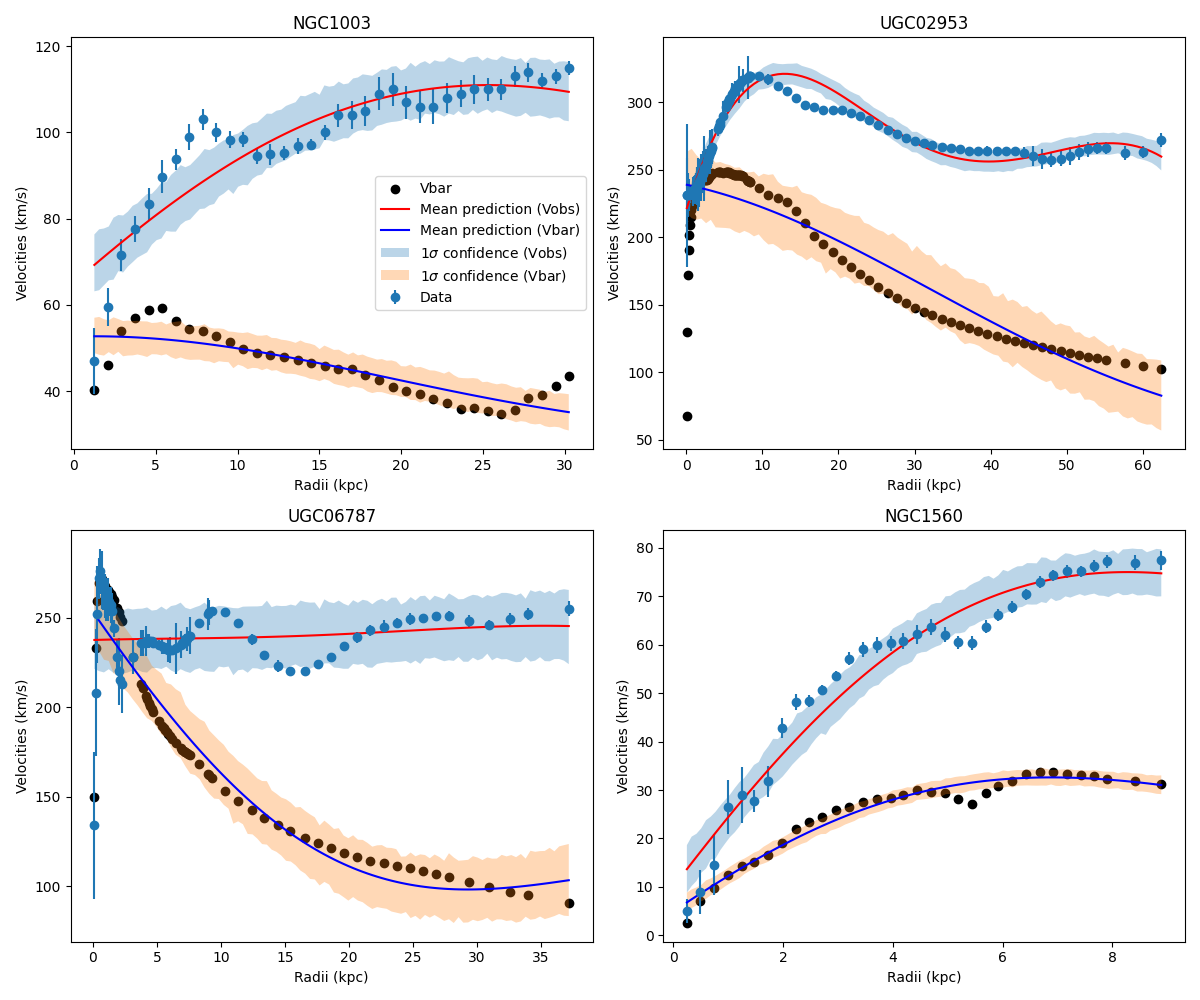 NGC1003
120
100
80
60
40
Velocities (km/s)
0 5 10 15 20 25 30
Radii (kpc)
Vbar
Mean prediction (Vobs)
Mean prediction (Vbar)
1σ confidence (Vobs)
1σ confidence (Vbar)
Data
UGC02953
300
250
200
150
100
50
Velocities (km/s)
0 10 20 30 40 50 60
Radii (kpc)
UGC06787
250
200
150
100
Velocities (km/s)
0 5 10 15 20 25 30 35
Radii (kpc)
NGC1560
80
70
60
50
40
30
20
10
0
Velocities (km/s)
0 2 4 6 8
Radii (kpc)